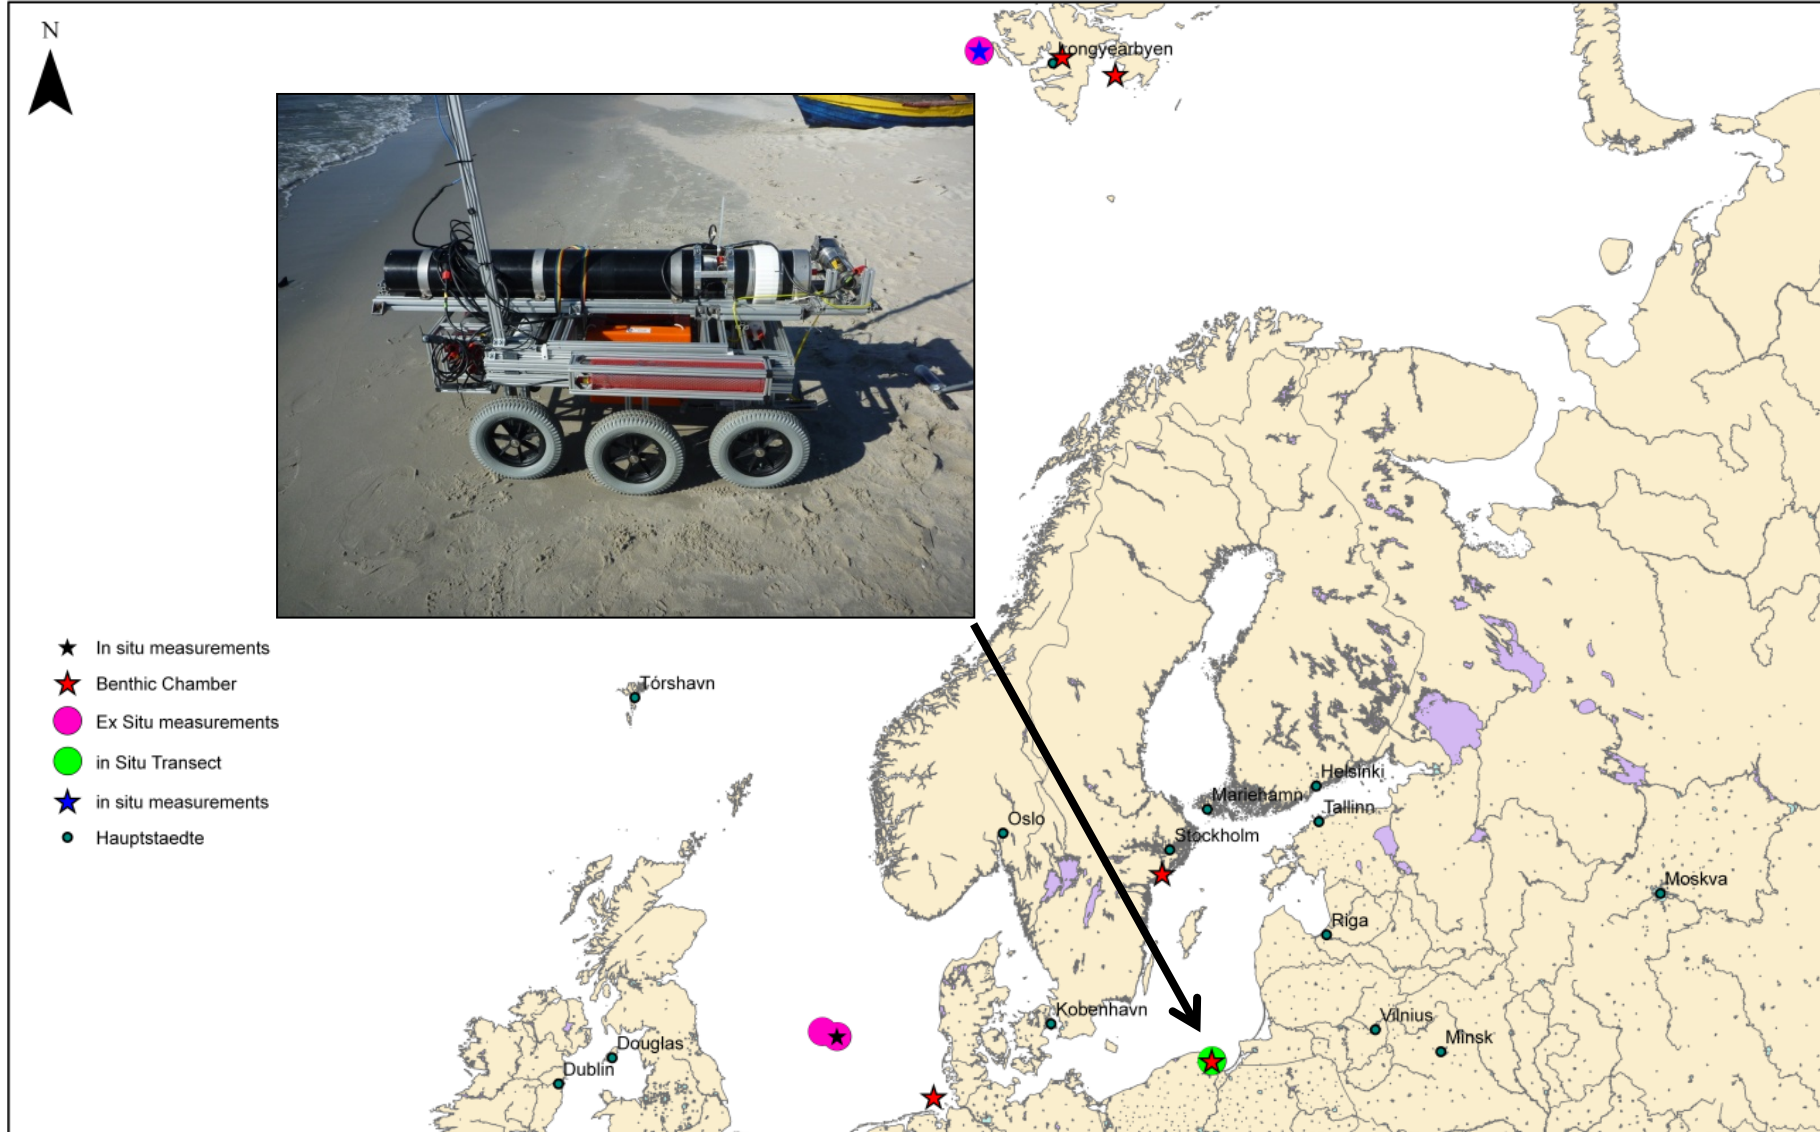 N
Longyearbyen
In situ measurements
Benthic Chamber
Ex Situ measurements
in Situ Transect
in situ measurements
Hauptstaedte
Tórshavn
Helsinki
Mariehamn
Tallinn
Oslo
Stockholm
Moskva
Riga
Kobenhavn
Vilnius
Minsk
Douglas
Dublin